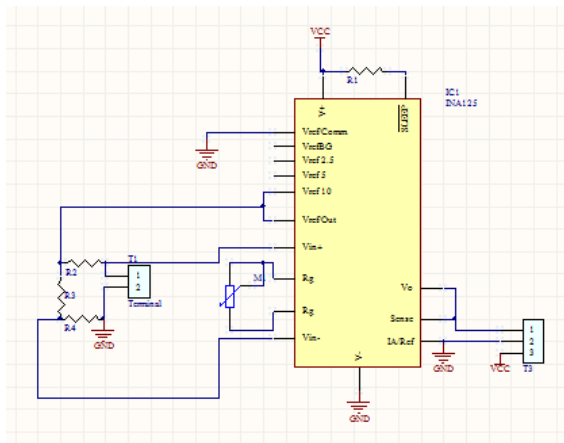 VCC
R1
IC1
INA125
V+
SLEEP
VrefComm
VrefBG
Vref 2.5
Vref 5
Vref 10
Vref Out
Vin+
Rg
Rg
Vin-
Vo
Sense
IA/Ref
V-
GND
R2
T1
1
2
Terminal
R3
R4
GND
M
GND
GND
VCC
1
2
3
T3